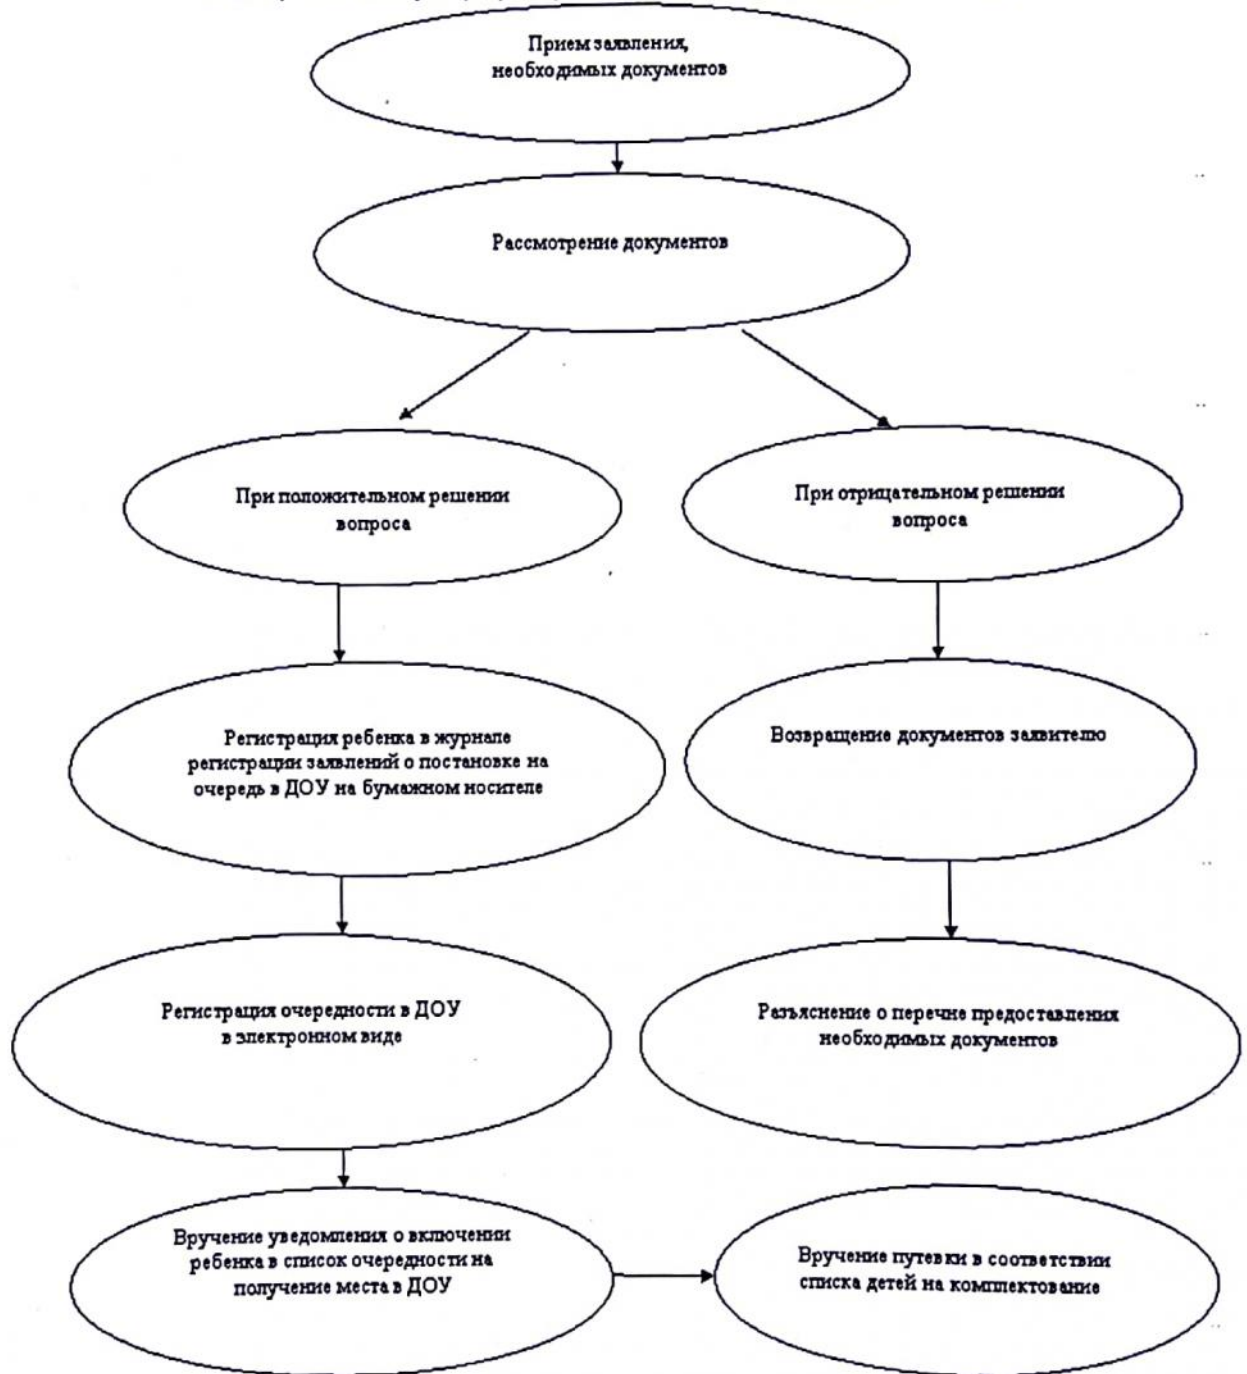 Прием заявления,
необходимых документов
Рассмотрение документов
При положительном решении
вопроса
При отрицательном решении
вопроса
Регистрация ребенка в журнале
регистрации заявлений о постановке на
очередь в ДОУ на бумажном носителе
Возвращение документов заявителю
Регистрация очередности в ДОУ
в электронном виде
Разъяснение о перечне предоставления
необходимых документов
Вручение уведомления о включении
ребенка в список очередности на
получение места в ДОУ
Вручение путевки в соответствии
списка детей на комплектование